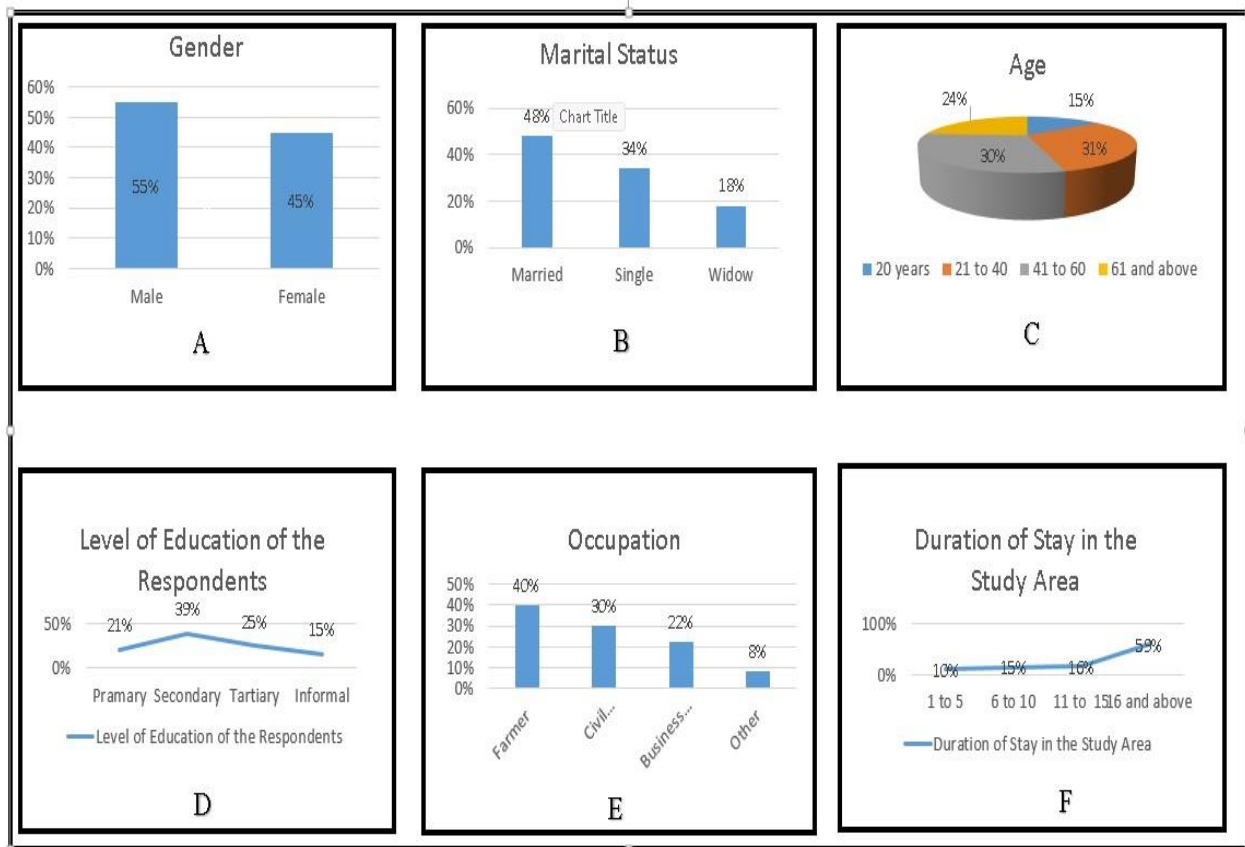 Gender
60%
50%
40%
30%
20%
10%
0%
55%
45%
Male Female
A
Marital Status
60%
40%
20%
0%
48%
Chart Title
34%
18%
Married Single Widow
B
Age
24%
15%
30%
31%
20 years 21 to 40 41 to 60 61 and above
C
Level of Education of the
Respondents
50%
0%
21%
39%
25%
15%
Pramary Secondary Tartiary Informal
Level of Education of the Respondents
D
Occupation
50%
40%
30%
20%
10%
0%
40%
30%
22%
8%
Farmer Civil... Business... Other
E
Duration of Stay in the
Study Area
100%
0%
10%
15%
16%
59%
1 to 5 6 to 10 11 to 15 16 and above
Duration of Stay in the Study Area
F